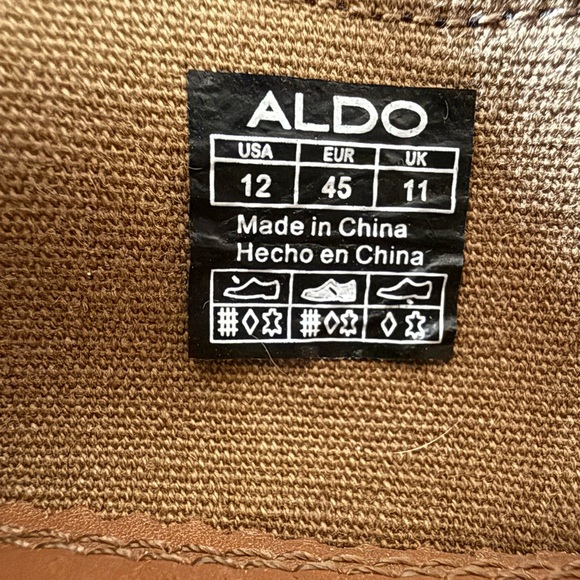 ALDO
USA EUR UK
12 45 11
Made in China
Hecho en China